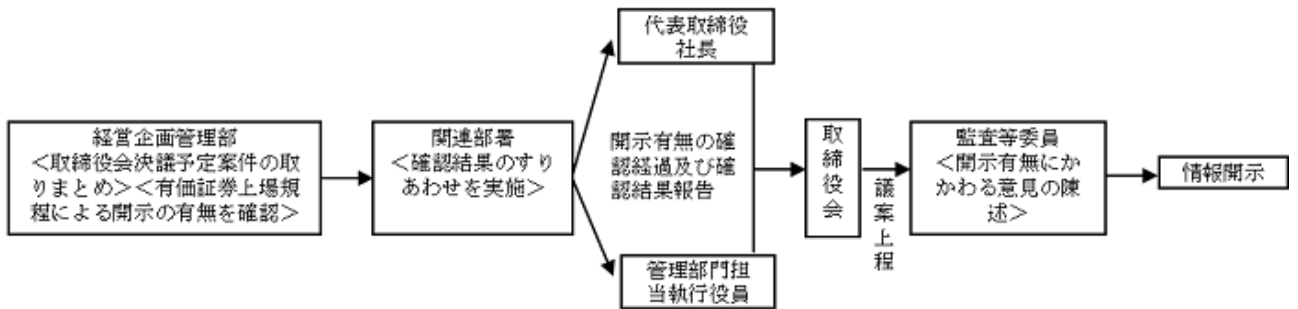 経営企画管理部
＜取締役会決議予定案件の取
りまとめ＞＜有価証券上場規
程による開示の有無を確認＞
関連部署
＜確認結果のすり
あわせを実施＞
代表取締役
社長
開示有無の確
認経過及び確
認結果報告
管理部門担
当執行役員
取締役会
議案上程
監査等委員
＜開示有無にか
かわる意見の陳
述＞
情報開示